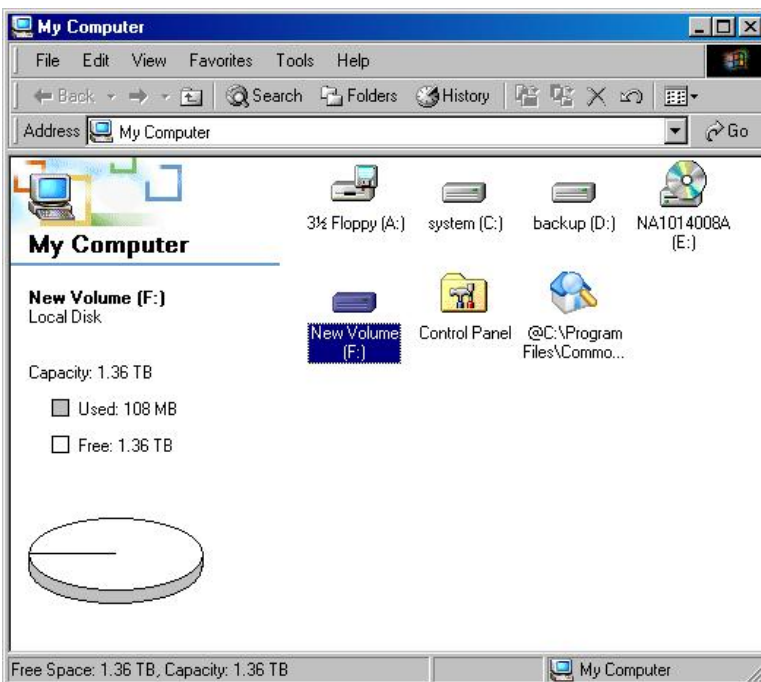 My Computer
File Edit View Favorites Tools Help
Back Search Folders History
Address My Computer Go
My Computer
New Volume (F:)
Local Disk
Capacity: 1.36 TB
Used: 108 MB
Free: 1.36 TB
3½ Floppy (A:)
system (C:)
backup (D:)
NA1014008A
(E:)
New Volume
(F:)
Control Panel
@C:\Program
Files\Commo...
Free Space: 1.36 TB, Capacity: 1.36 TB
My Computer